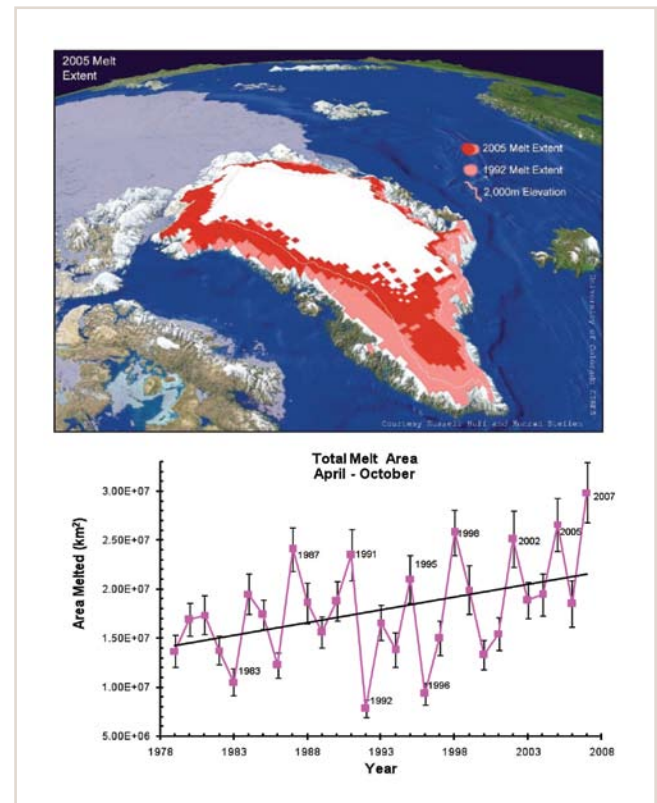 2005 Melt
Extent
2005 Melt Extent
1992 Melt Extent
2,000m Elevation
University of Colorado CIRES
Courtesy Russell Huff and Konrad Steffen
Total Melt Area
April - October
Area Melted (km²)
3.00E+07
2.50E+07
2.00E+07
1.50E+07
1.00E+07
5.00E+06
1983
1987
1991
1992
1995
1996
1998
2002
2005
2007
1978
1983
1988
1993
1998
2003
2008
Year